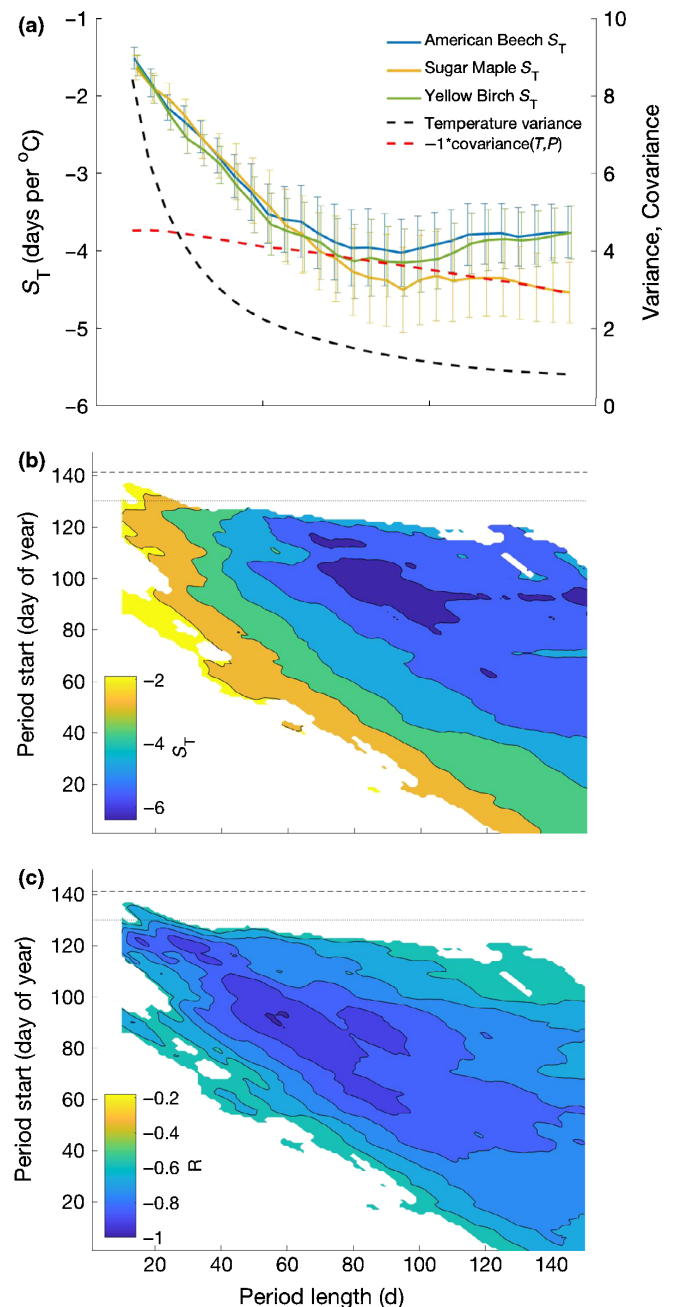 (a)
−1
−2
−3
−4
−5
−6
S_T (days per °C)
American Beech S_T
Sugar Maple S_T
Yellow Birch S_T
Temperature variance
−1*covariance(T,P)
10
8
6
4
2
0
Variance, Covariance
(b)
140
120
100
80
60
40
20
Period start (day of year)
−2
−4
−6
S_T
(c)
140
120
100
80
60
40
20
Period start (day of year)
−0.2
−0.4
−0.6
−0.8
−1
R
20 40 60 80 100 120 140
Period length (d)